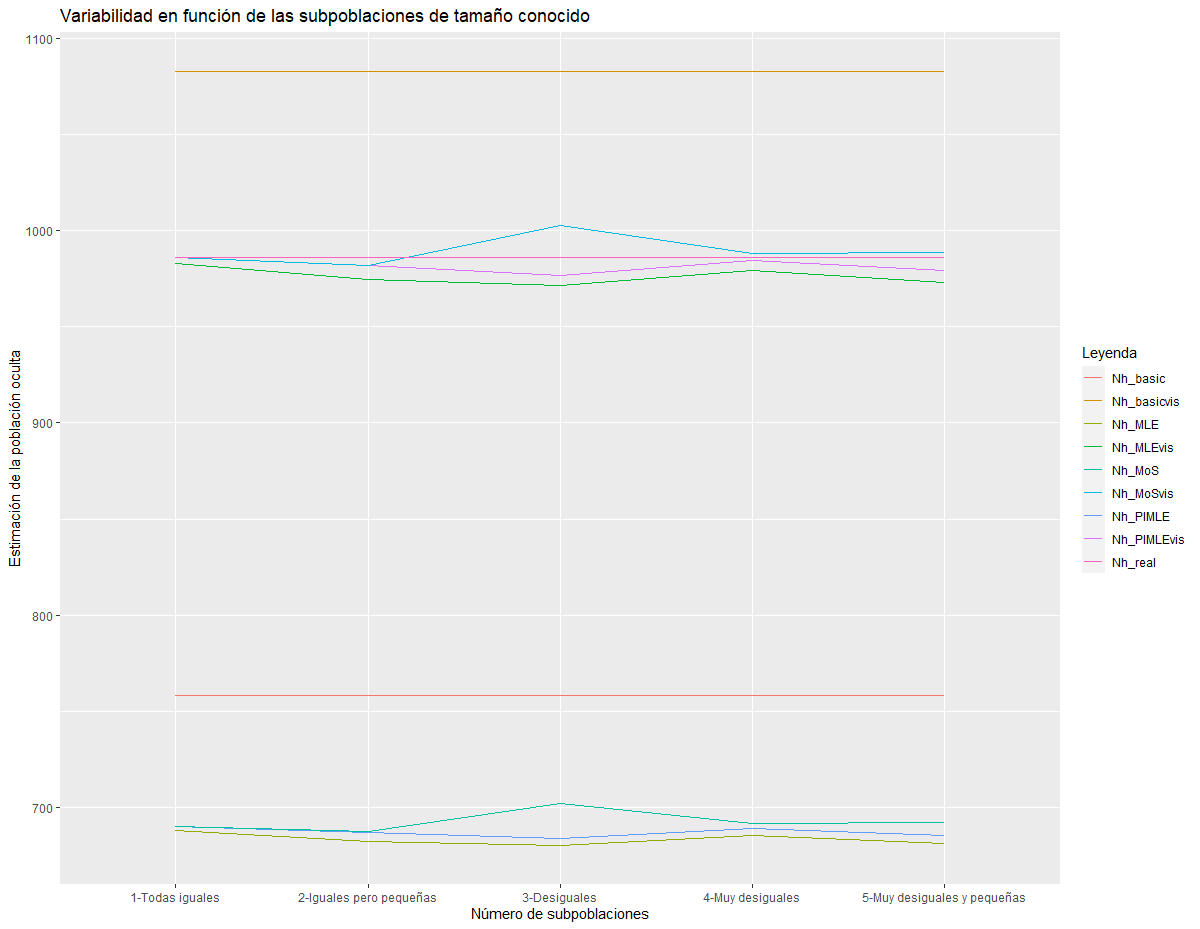 Variabilidad en función de las subpoblaciones de tamaño conocido
1100
1000
900
800
700
Estimación de la población oculta
1-Todas iguales
2-Iguales pero pequeñas
3-Desiguales
4-Muy desiguales
5-Muy desiguales y pequeñas
Número de subpoblaciones
Leyenda
Nh_basic
Nh_basicvis
Nh_MLE
Nh_MLEvis
Nh_MoS
Nh_MoSvis
Nh_PIMLE
Nh_PIMLEvis
Nh_real